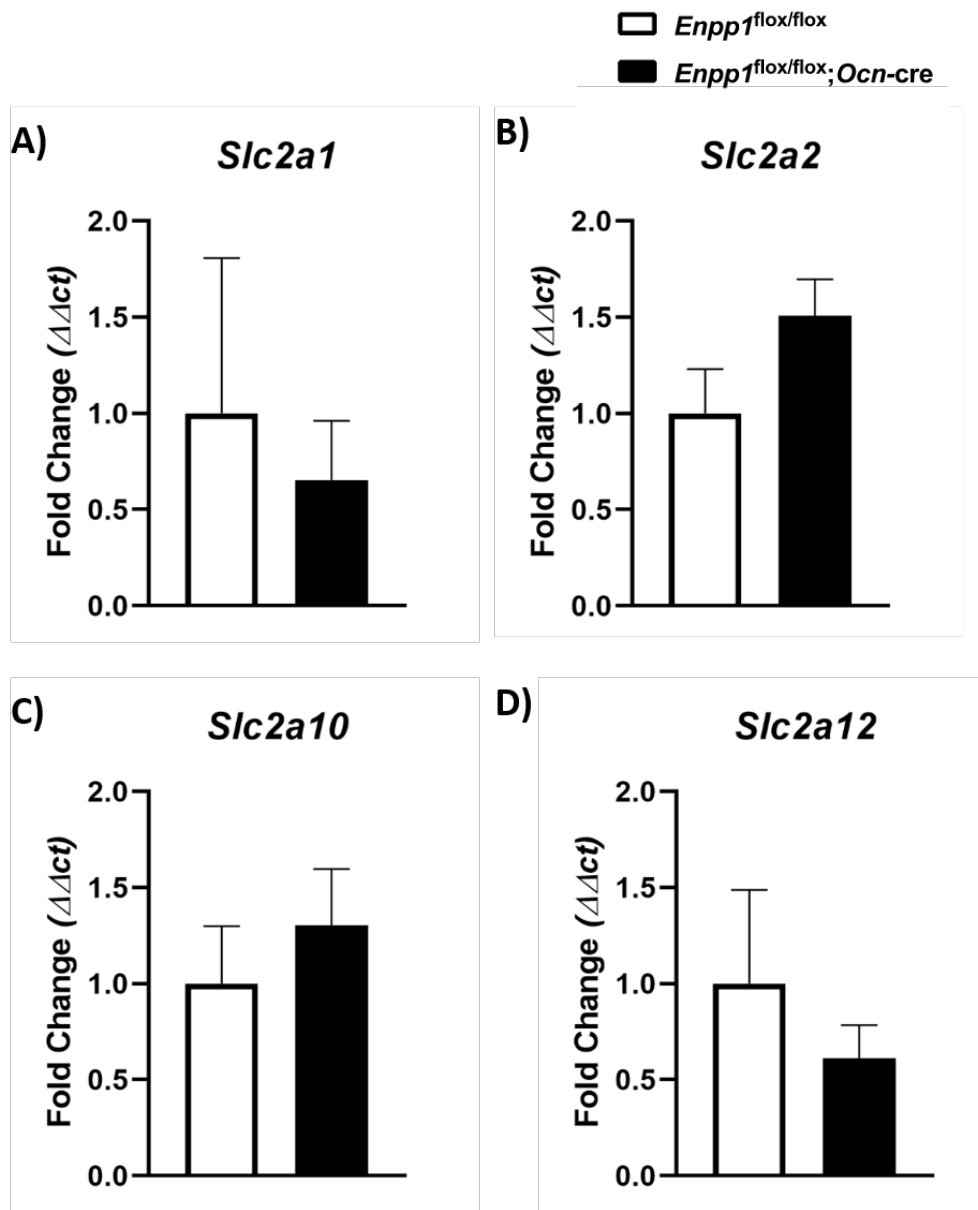 Enpp1flox/flox
Enpp1flox/flox;Ocn-cre
A)
Slc2a1
Fold Change (ΔΔct)
2.0
1.5
1.0
0.5
0.0
B)
Slc2a2
Fold Change (ΔΔct)
2.0
1.5
1.0
0.5
0.0
C)
Slc2a10
Fold Change (ΔΔct)
2.0
1.5
1.0
0.5
0.0
D)
Slc2a12
Fold Change (ΔΔct)
2.0
1.5
1.0
0.5
0.0